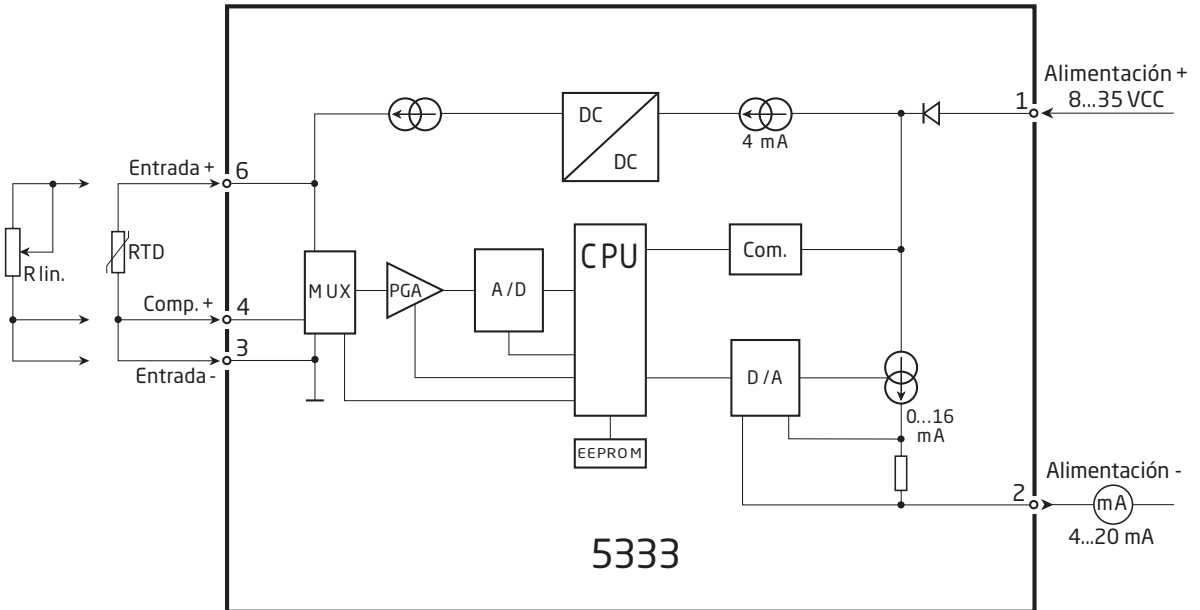 Alimentación +
8...35 VCC
1
DC
DC
4 mA
Entrada +
6
RTD
R lin.
CPU
Com.
MUX
PGA
A/D
Comp. +
4
3
Entrada -
D/A
0...16
mA
EEPROM
Alimentación -
2
mA
4...20 mA
5333